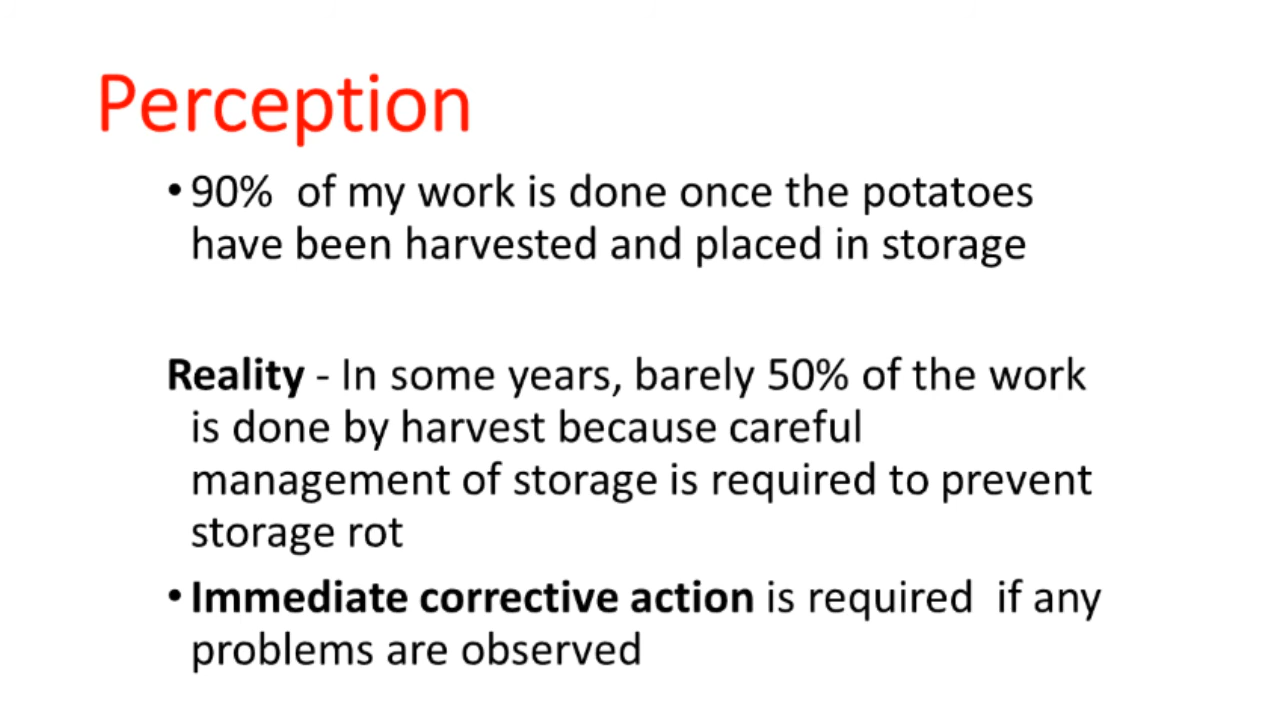 Perception
• 90%  of my work is done once the potatoes
have been harvested and placed in storage
Reality - In some years, barely 50% of the work
is done by harvest because careful
management of storage is required to prevent
storage rot
• Immediate corrective action is required  if any
problems are observed